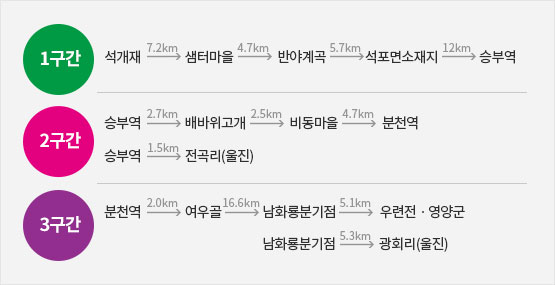 1구간
7.2km 4.7km 5.7km 12km
석개재 샘터마을 반야계곡 석포면소재지 승부역
2구간
2.7km 2.5km 4.7km
승부역 배바위고개 비동마을 분천역
1.5km
승부역 전곡리(울진)
3구간
2.0km 16.6km 5.1km
분천역 여우골 남화룡분기점 우련전 · 영양군
5.3km
남화룡분기점 광회리(울진)